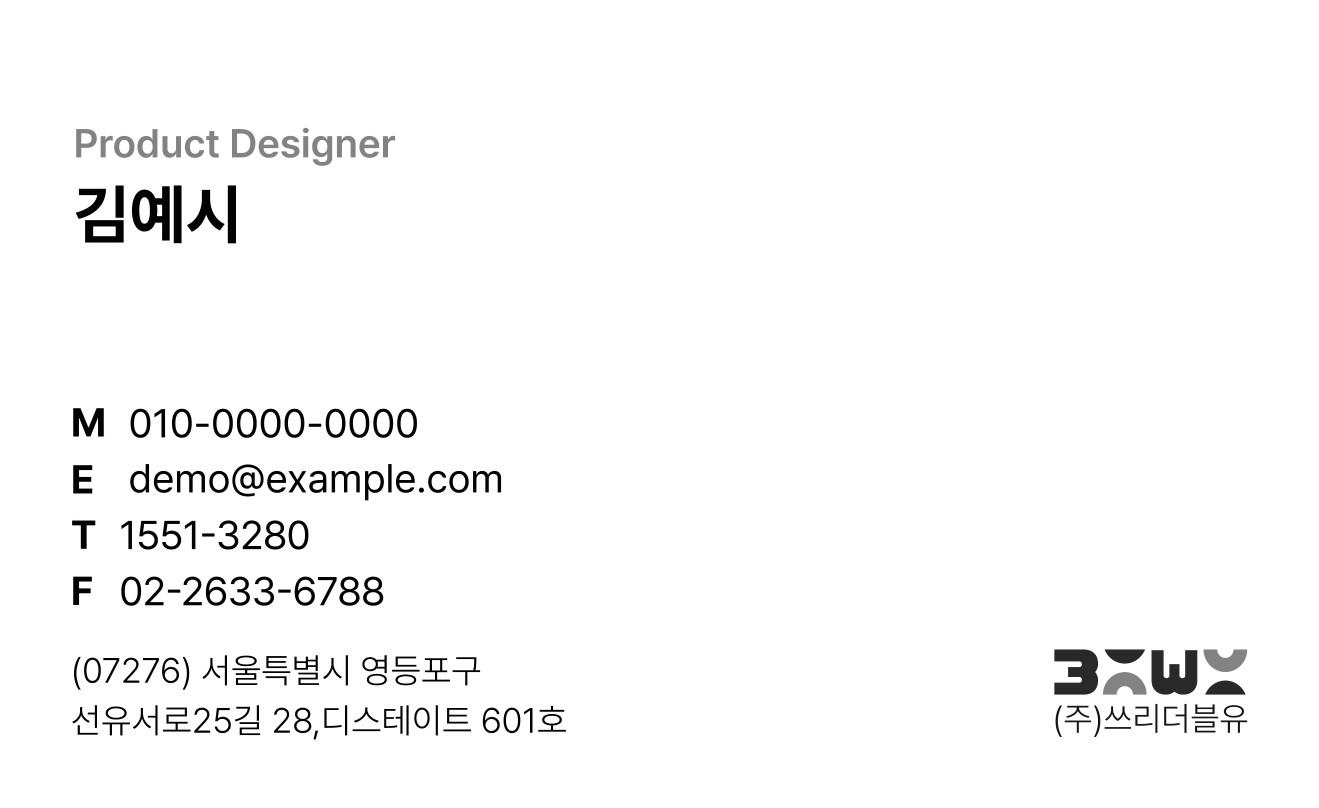 Product Designer
김예시
M 010-0000-0000
E demo@example.com
T 1551-3280
F 02-2633-6788
(07276) 서울특별시 영등포구
선유서로25길 28,디스테이트 601호
3W
(주)쓰리더블유